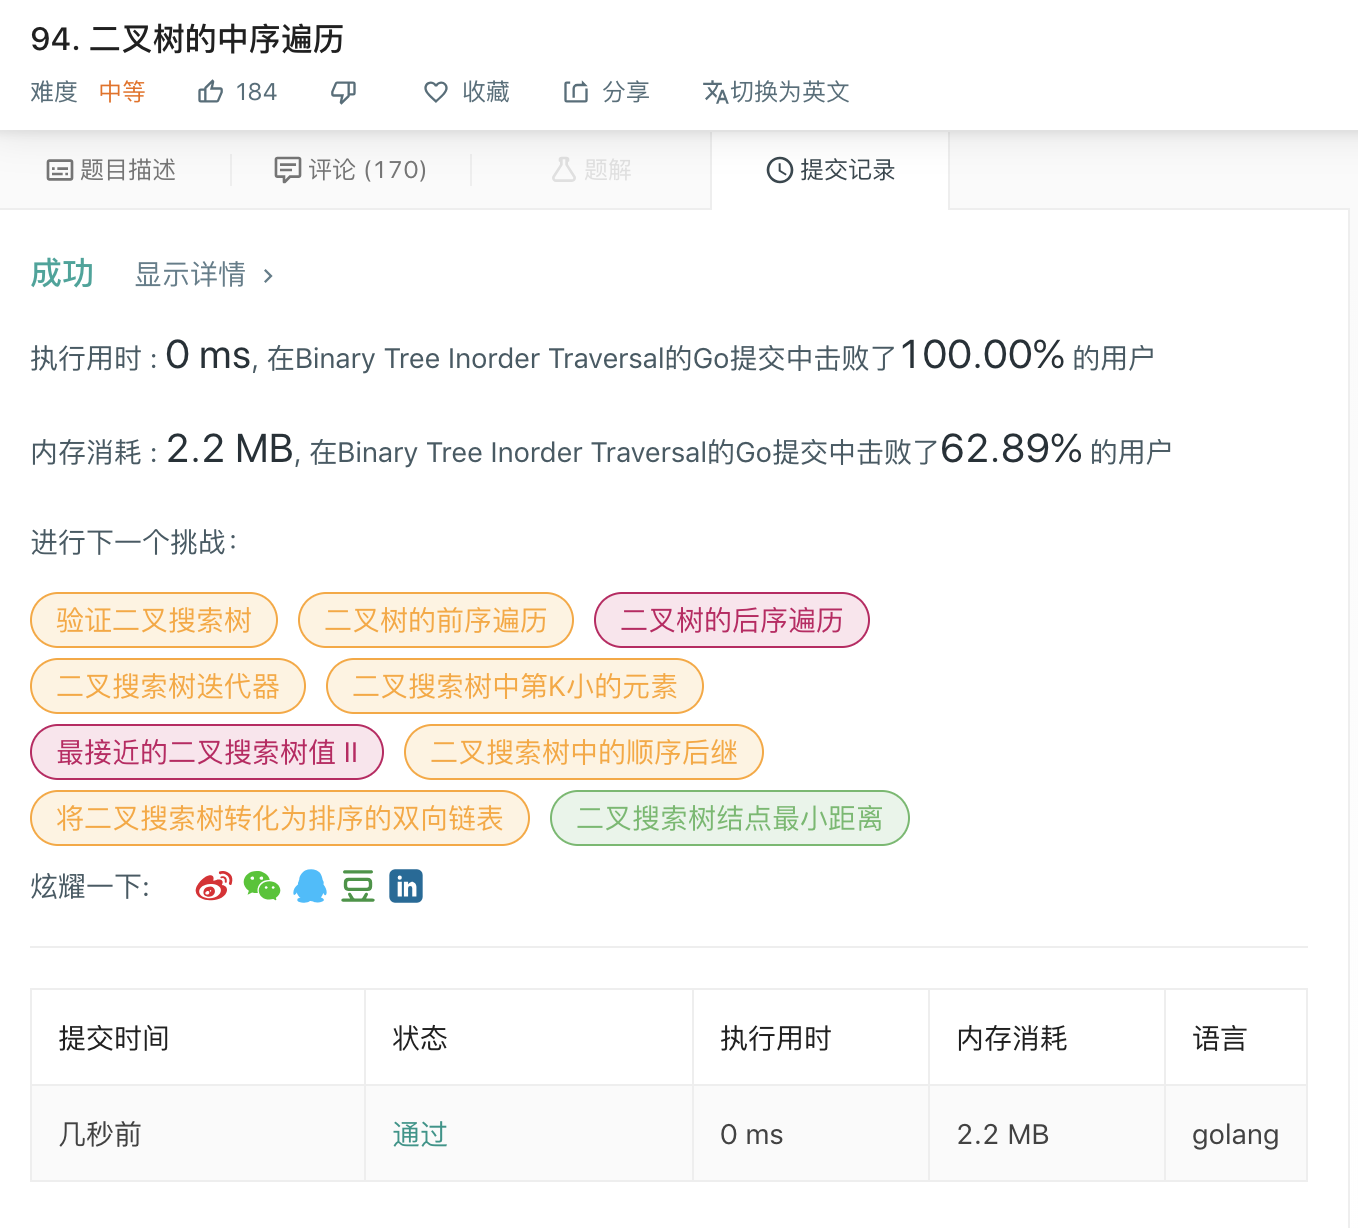 94. 二叉树的中序遍历
难度 中等 184 收藏 分享 切换为英文
题目描述 评论 (170) 题解 提交记录
成功 显示详情 >
执行用时 : 0 ms, 在Binary Tree Inorder Traversal的Go提交中击败了100.00% 的用户
内存消耗 : 2.2 MB, 在Binary Tree Inorder Traversal的Go提交中击败了62.89% 的用户
进行下一个挑战：
验证二叉搜索树 二叉树的前序遍历 二叉树的后序遍历
二叉搜索树迭代器 二叉搜索树中第K小的元素
最接近的二叉搜索树值 II 二叉搜索树中的顺序后继
将二叉搜索树转化为排序的双向链表 二叉搜索树结点最小距离
炫耀一下: 豆 in
提交时间 状态 执行用时 内存消耗 语言
几秒前 通过 0 ms 2.2 MB golang